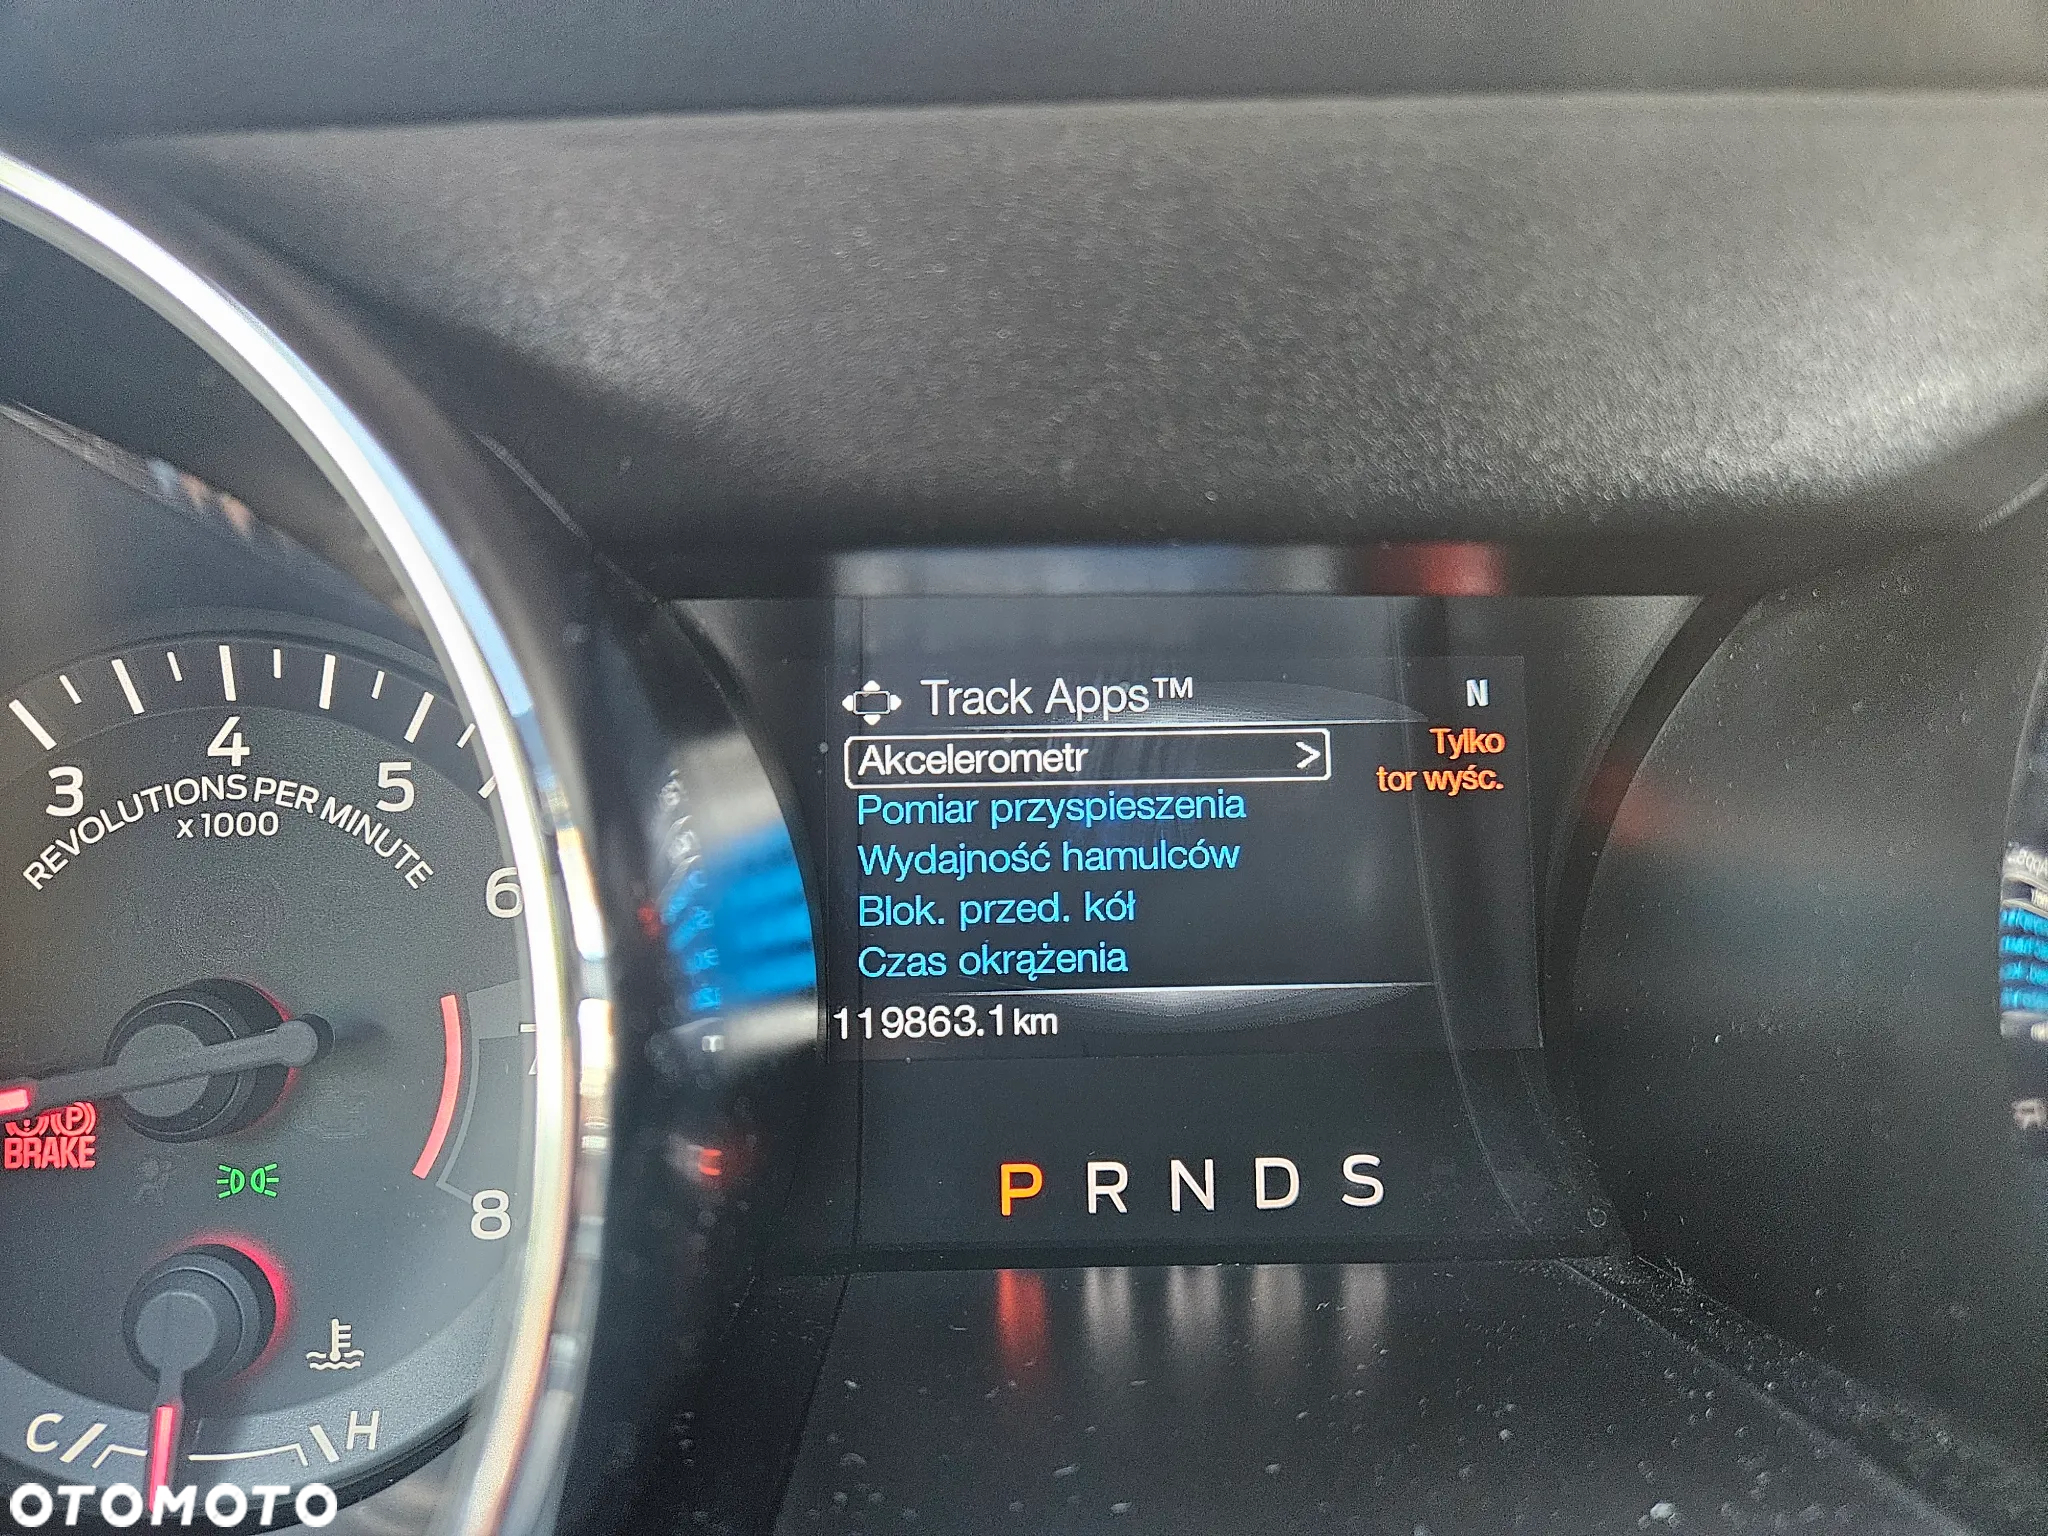 Track Apps™
N
Akcelerometr >
Tylko
tor wyśc.
Pomiar przyspieszenia
Wydajność hamulców
Blok. przed. kół
Czas okrążenia
119863.1 km
P R N D S
3
4
5
6
7
8
REVOLUTIONS PER MINUTE
x 1000
P
BRAKE
C
H
OTOMOTO